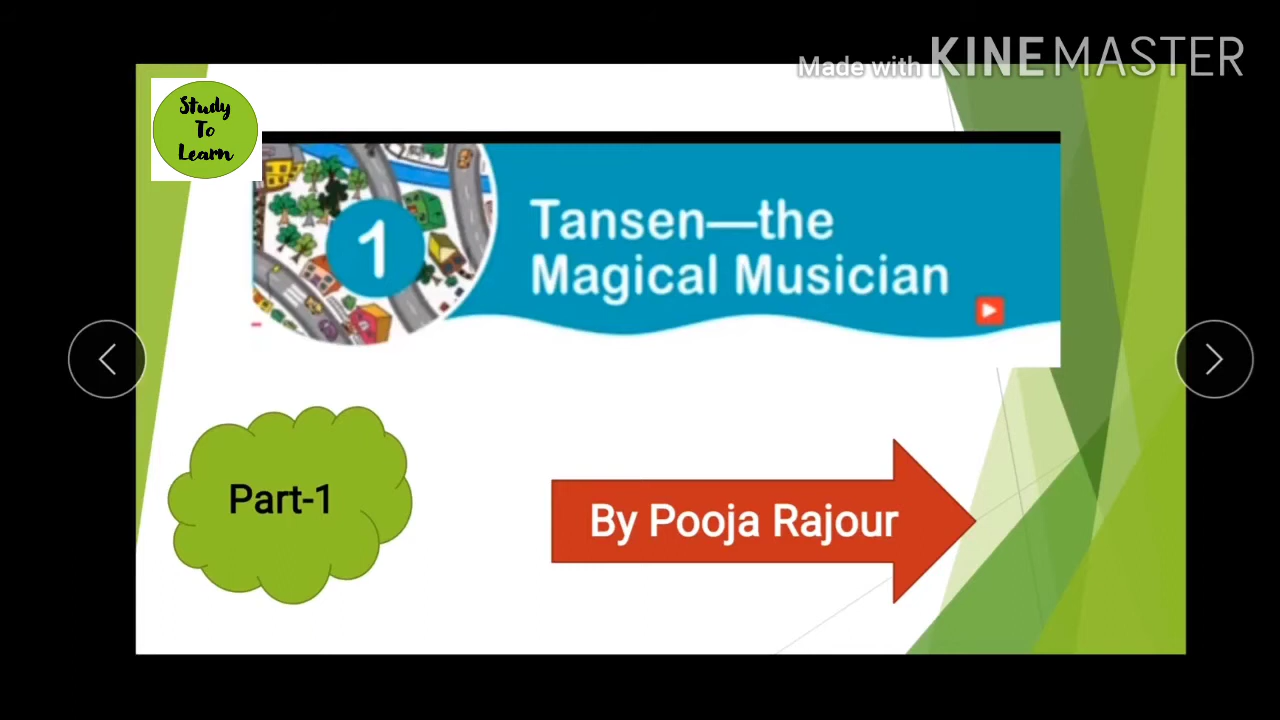 Made with KINEMASTER
Study
To
Learn
1
Tansen—the
Magical Musician
Part-1
By Pooja Rajour